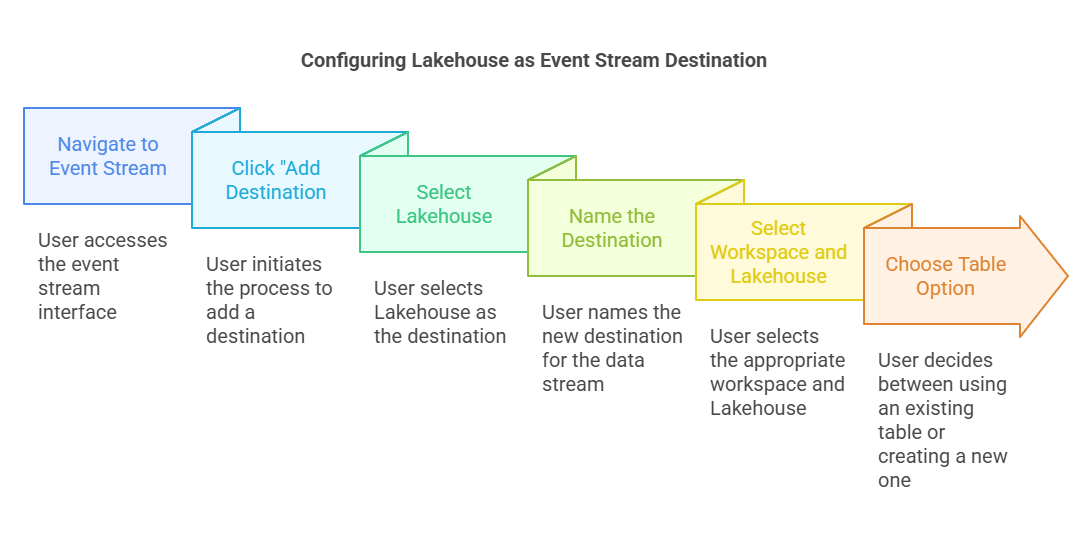 Configuring Lakehouse as Event Stream Destination
Navigate to
Event Stream
User accesses
the event
stream
interface
Click "Add
Destination
User initiates
the process to
add a
destination
Select
Lakehouse
User selects
Lakehouse as
the destination
Name the
Destination
User names the
new destination
for the data
stream
Select
Workspace and
Lakehouse
User selects
the appropriate
workspace and
Lakehouse
Choose Table
Option
User decides
between using
an existing
table or
creating a new
one